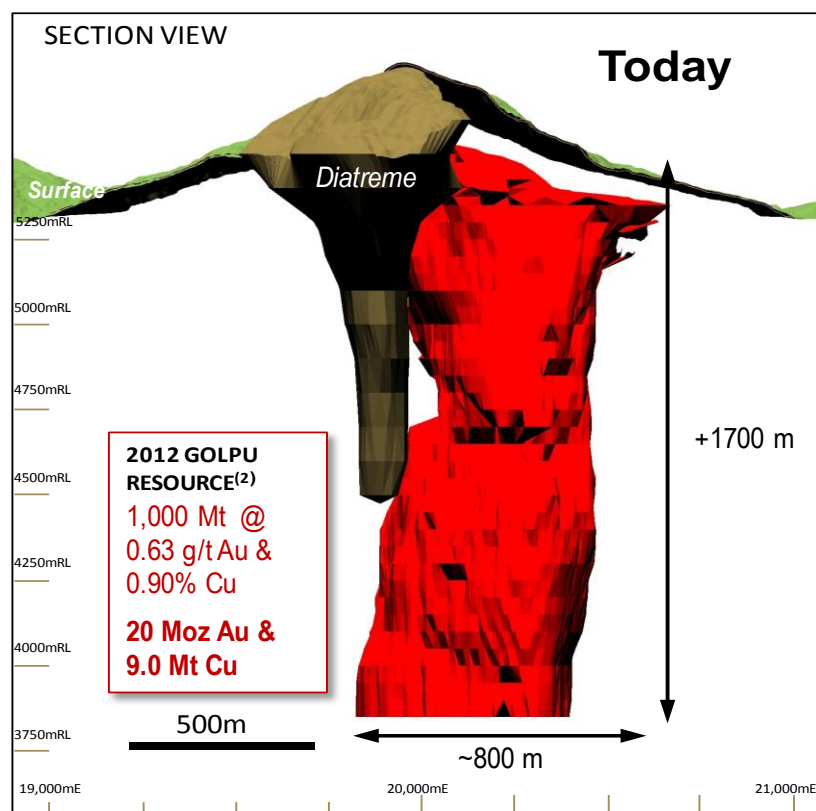 SECTION VIEW
Today
Diatreme
Surface
5250mRL
5000mRL
4750mRL
4500mRL
4250mRL
4000mRL
3750mRL
+1700 m
2012 GOLPU
RESOURCE(2)
1,000 Mt @
0.63 g/t Au &
0.90% Cu
20 Moz Au &
9.0 Mt Cu
500m
~800 m
19,000mE
20,000mE
21,000mE